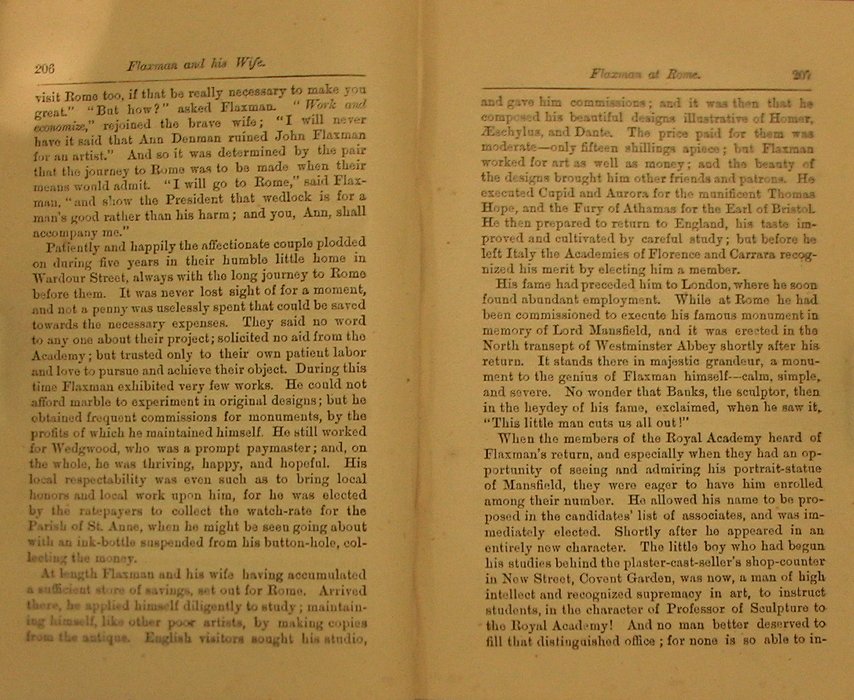 206 Flaxman and his Wife.
visit Rome too, if that be really necessary to make you
great." "But how?" asked Flaxman. "Work and
economize," rejoined the brave wife; "I will never
have it said that Ann Denman ruined John Flaxman
for an artist." And so it was determined by the pair
that the journey to Rome was to be made when their
means would admit. "I will go to Rome," said Flax-
man, "and show the President that wedlock is for a
man's good rather than his harm; and you, Ann, shall
accompany me."
Patiently and happily the affectionate couple plodded
on during five years in their humble little home in
Wardour Street, always with the long journey to Rome
before them. It was never lost sight of for a moment,
and not a penny was uselessly spent that could be saved
towards the necessary expenses. They said no word
to any one about their project; solicited no aid from the
Academy; but trusted only to their own patient labor
and love to pursue and achieve their object. During this
time Flaxman exhibited very few works. He could not
afford marble to experiment in original designs; but he
obtained frequent commissions for monuments, by the
profits of which he maintained himself. He still worked
for Wedgwood, who was a prompt paymaster; and, on
the whole, he was thriving, happy, and hopeful. His
local respectability was even such as to bring local
honors and local work upon him, for he was elected
by the ratepayers to collect the watch-rate for the
Parish of St. Anne, when he might be seen going about
with an ink-bottle suspended from his button-hole, col-
lecting the money.
At length Flaxman and his wife having accumulated
a sufficient store of savings, set out for Rome. Arrived
there, he applied himself diligently to study; maintain-
ing himself, like other poor artists, by making copies
from the antique. English visitors sought his studio,
Flaxman at Rome. 207
and gave him commissions; and it was then that he
composed his beautiful designs illustrative of Homer,
Æschylus, and Dante. The price paid for them was
moderate—only fifteen shillings apiece; but Flaxman
worked for art as well as money; and the beauty of
the designs brought him other friends and patrons. He
executed Cupid and Aurora for the munificent Thomas
Hope, and the Fury of Athamas for the Earl of Bristol.
He then prepared to return to England, his taste im-
proved and cultivated by careful study; but before he
left Italy the Academies of Florence and Carrara recog-
nized his merit by electing him a member.
His fame had preceded him to London, where he soon
found abundant employment. While at Rome he had
been commissioned to execute his famous monument in
memory of Lord Mansfield, and it was erected in the
North transept of Westminster Abbey shortly after his
return. It stands there in majestic grandeur, a monu-
ment to the genius of Flaxman himself—calm, simple,
and severe. No wonder that Banks, the sculptor, then
in the heydey of his fame, exclaimed, when he saw it,
"This little man cuts us all out!"
When the members of the Royal Academy heard of
Flaxman's return, and especially when they had an op-
portunity of seeing and admiring his portrait-statue
of Mansfield, they were eager to have him enrolled
among their number. He allowed his name to be pro-
posed in the candidates' list of associates, and was im-
mediately elected. Shortly after he appeared in an
entirely new character. The little boy who had begun
his studies behind the plaster-cast-seller's shop-counter
in New Street, Covent Garden, was now, a man of high
intellect and recognized supremacy in art, to instruct
students, in the character of Professor of Sculpture to
the Royal Academy! And no man better deserved to
fill that distinguished office; for none is so able to in-